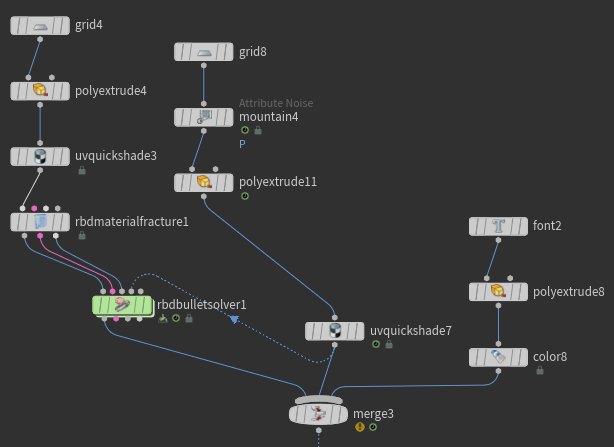 grid4
grid8
polyextrude4
Attribute Noise
mountain4
P
uvquickshade3
polyextrude11
rbdmaterialfracture1
font2
polyextrude8
rbdbulletsolver1
uvquickshade7
color8
merge3